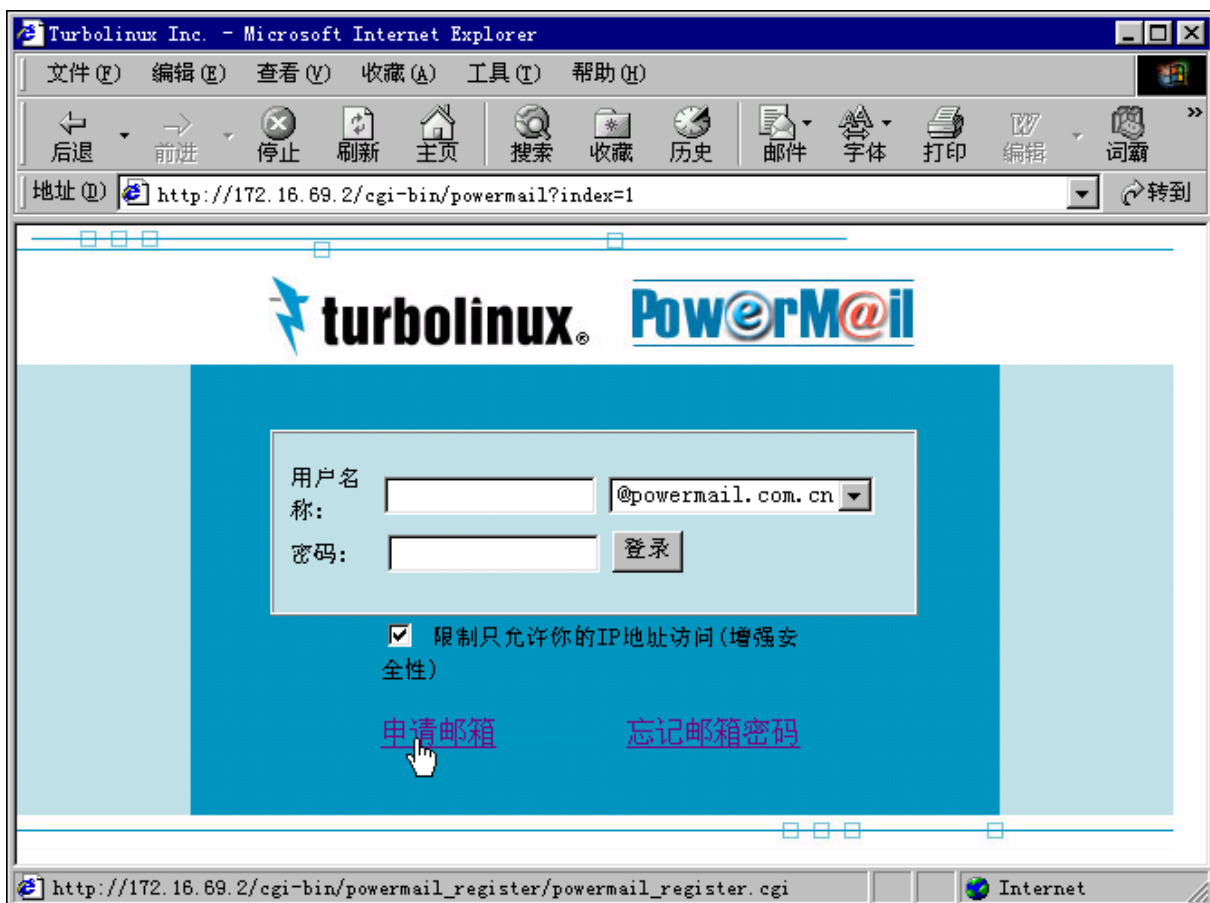 Turbolinux Inc. - Microsoft Internet Explorer
文件(F) 编辑(E) 查看(V) 收藏(A) 工具(T) 帮助(H)
后退 前进 停止 刷新 主页 搜索 收藏 历史 邮件 字体 打印 编辑 词霸 »
地址(D) http://172.16.69.2/cgi-bin/powermail?index=1 转到
turbolinux® PowerM@il
用户名
称: @powermail.com.cn
密码: 登录
限制只允许你的IP地址访问(增强安
全性)
申请邮箱 忘记邮箱密码
http://172.16.69.2/cgi-bin/powermail_register/powermail_register.cgi Internet